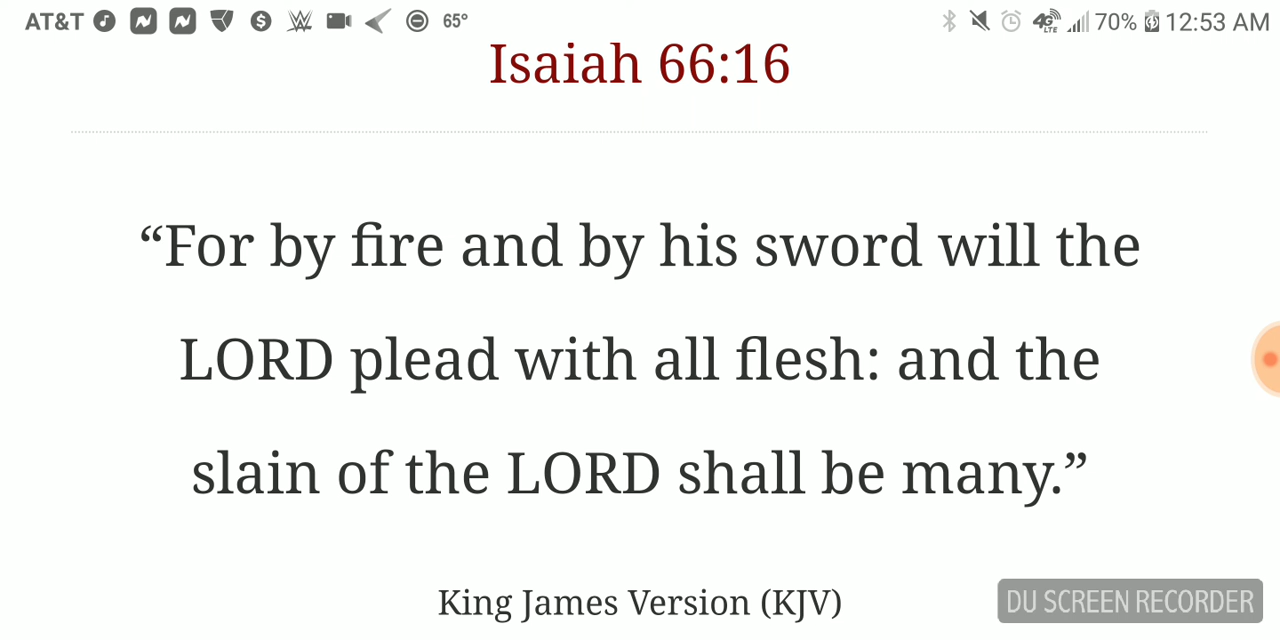 AT&T 65° 4G LTE 70% 12:53 AM
Isaiah 66:16
“For by fire and by his sword will the
LORD plead with all flesh: and the
slain of the LORD shall be many.”
King James Version (KJV)
DU SCREEN RECORDER